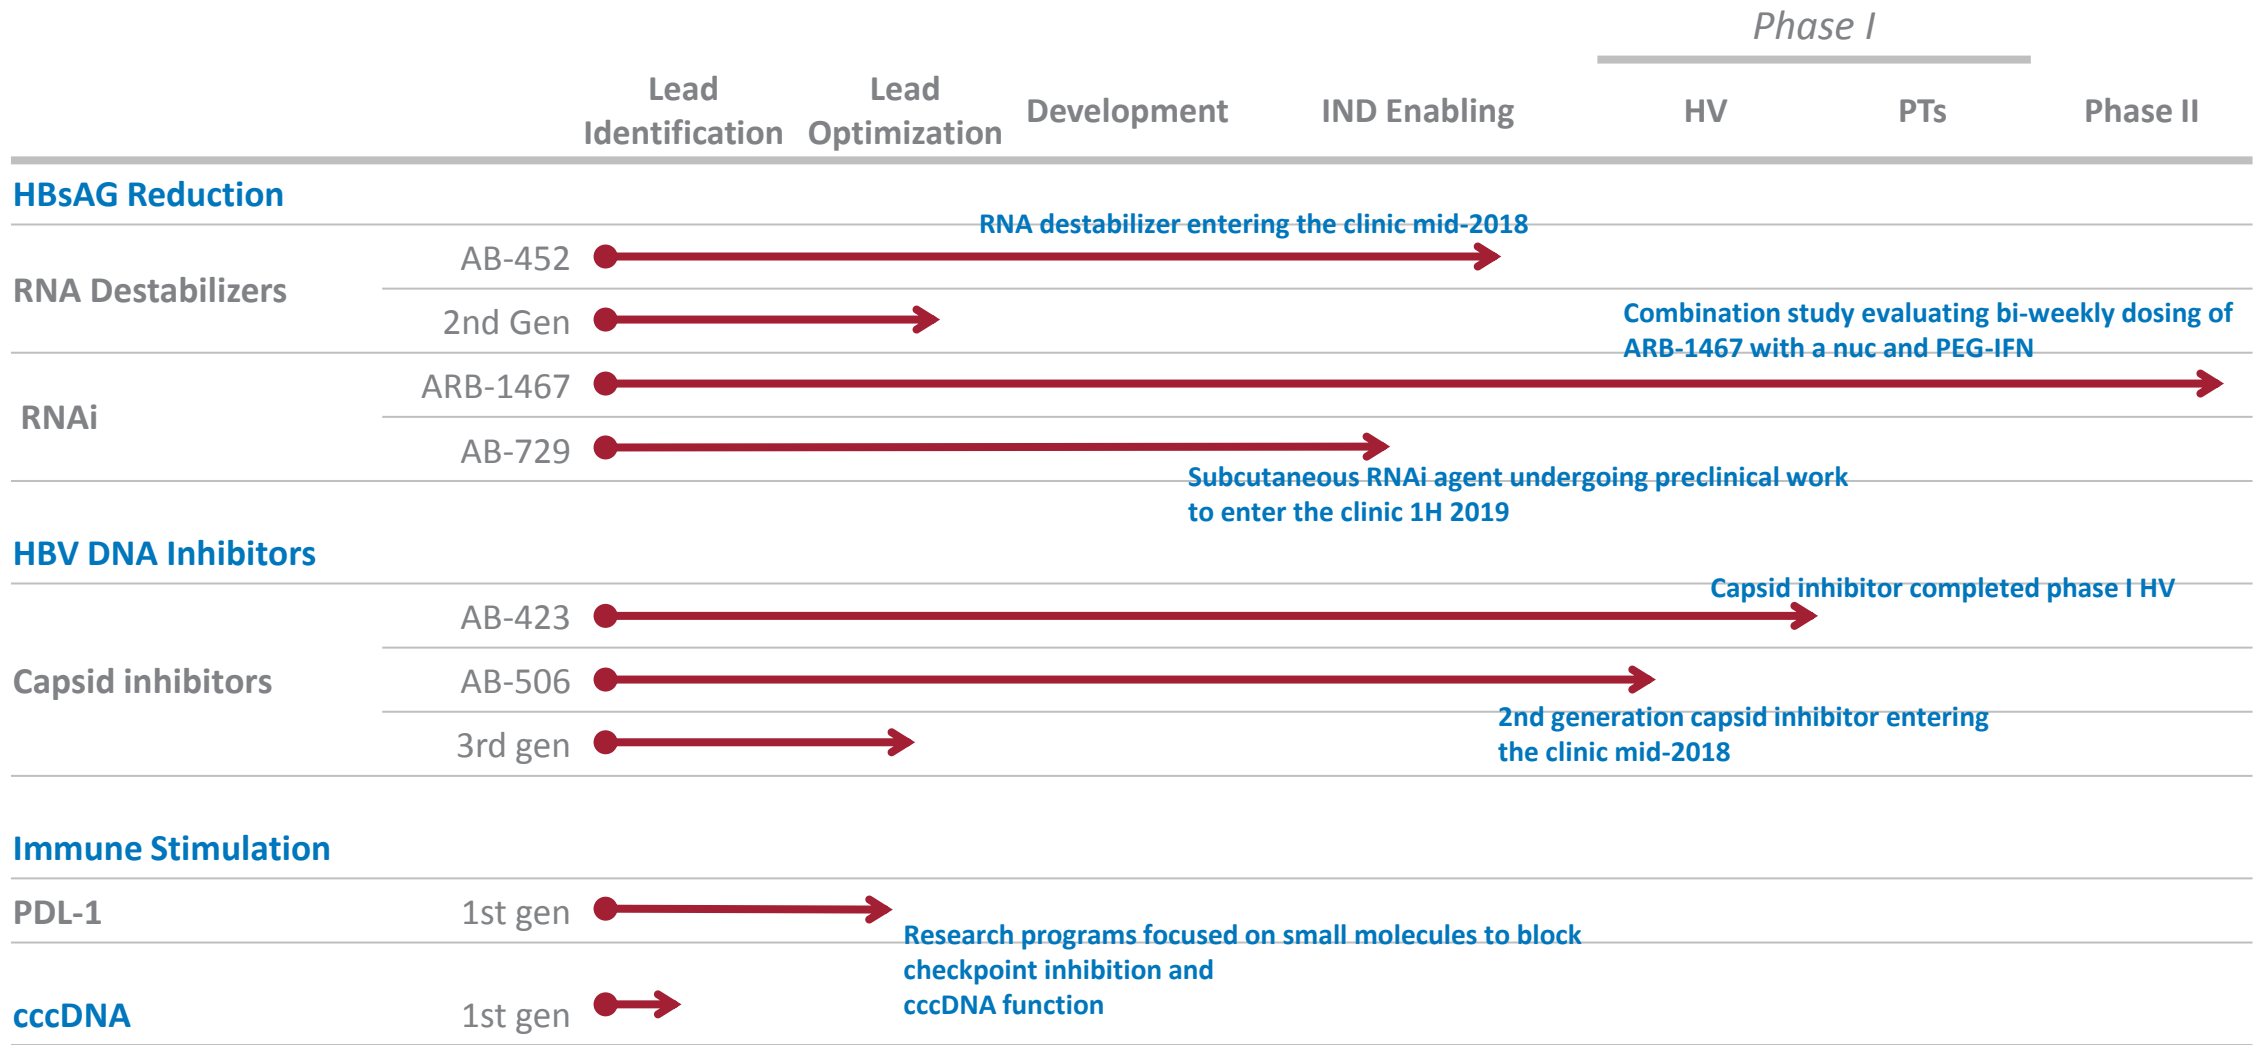 Phase I
Lead
Identification
Lead
Optimization
Development
IND Enabling
HV
PTs
Phase II
HBsAG Reduction
RNA Destabilizers
AB-452
RNA destabilizer entering the clinic mid-2018
2nd Gen
RNAi
ARB-1467
Combination study evaluating bi-weekly dosing of
ARB-1467 with a nuc and PEG-IFN
AB-729
Subcutaneous RNAi agent undergoing preclinical work
to enter the clinic 1H 2019
HBV DNA Inhibitors
Capsid inhibitors
AB-423
Capsid inhibitor completed phase I HV
AB-506
2nd generation capsid inhibitor entering
the clinic mid-2018
3rd gen
Immune Stimulation
PDL-1
1st gen
Research programs focused on small molecules to block
checkpoint inhibition and
cccDNA function
cccDNA
1st gen